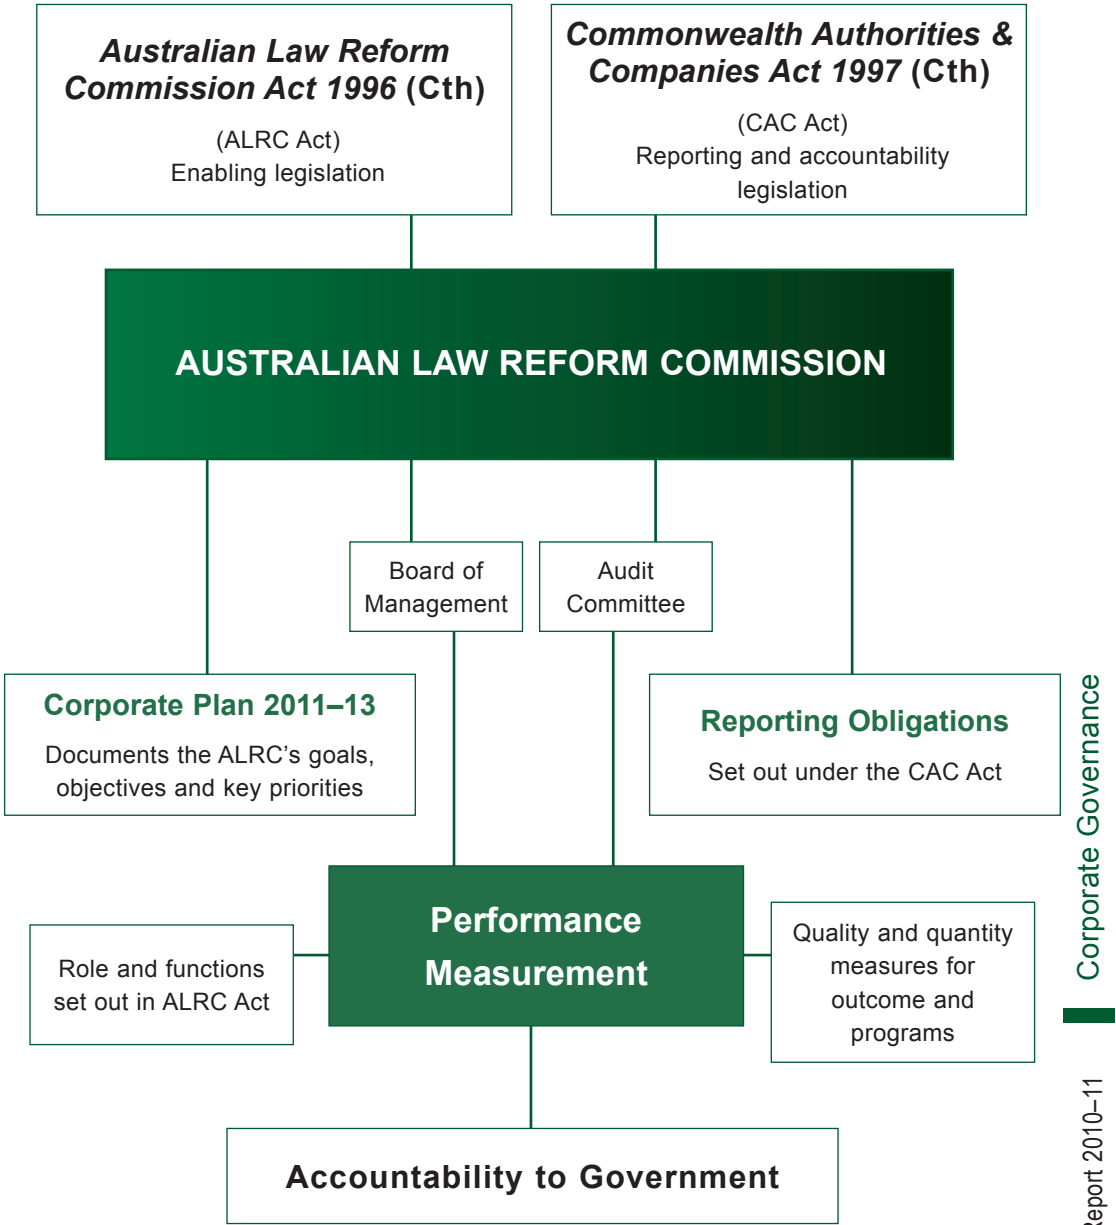 Australian Law Reform
Commission Act 1996 (Cth)
(ALRC Act)
Enabling legislation
Commonwealth Authorities &
Companies Act 1997 (Cth)
(CAC Act)
Reporting and accountability
legislation
AUSTRALIAN LAW REFORM COMMISSION
Board of
Management
Audit
Committee
Corporate Plan 2011–13
Documents the ALRC’s goals,
objectives and key priorities
Reporting Obligations
Set out under the CAC Act
Performance
Measurement
Role and functions
set out in ALRC Act
Quality and quantity
measures for
outcome and
programs
Accountability to Government
Corporate Governance
Report 2010–11